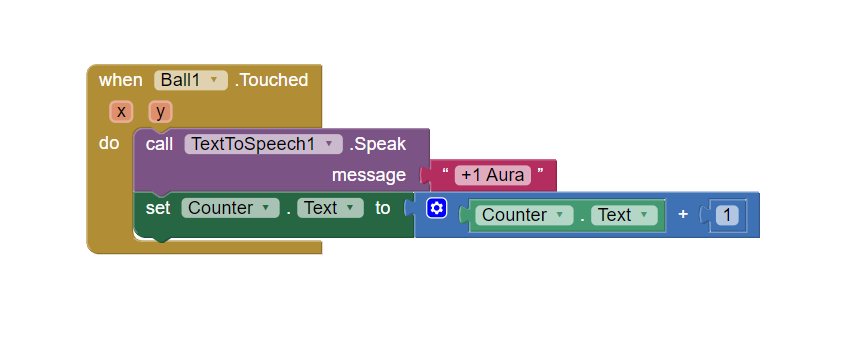 when Ball1 .Touched
x y
do call TextToSpeech1 .Speak
message “ +1 Aura ”
set Counter . Text to Counter . Text + 1